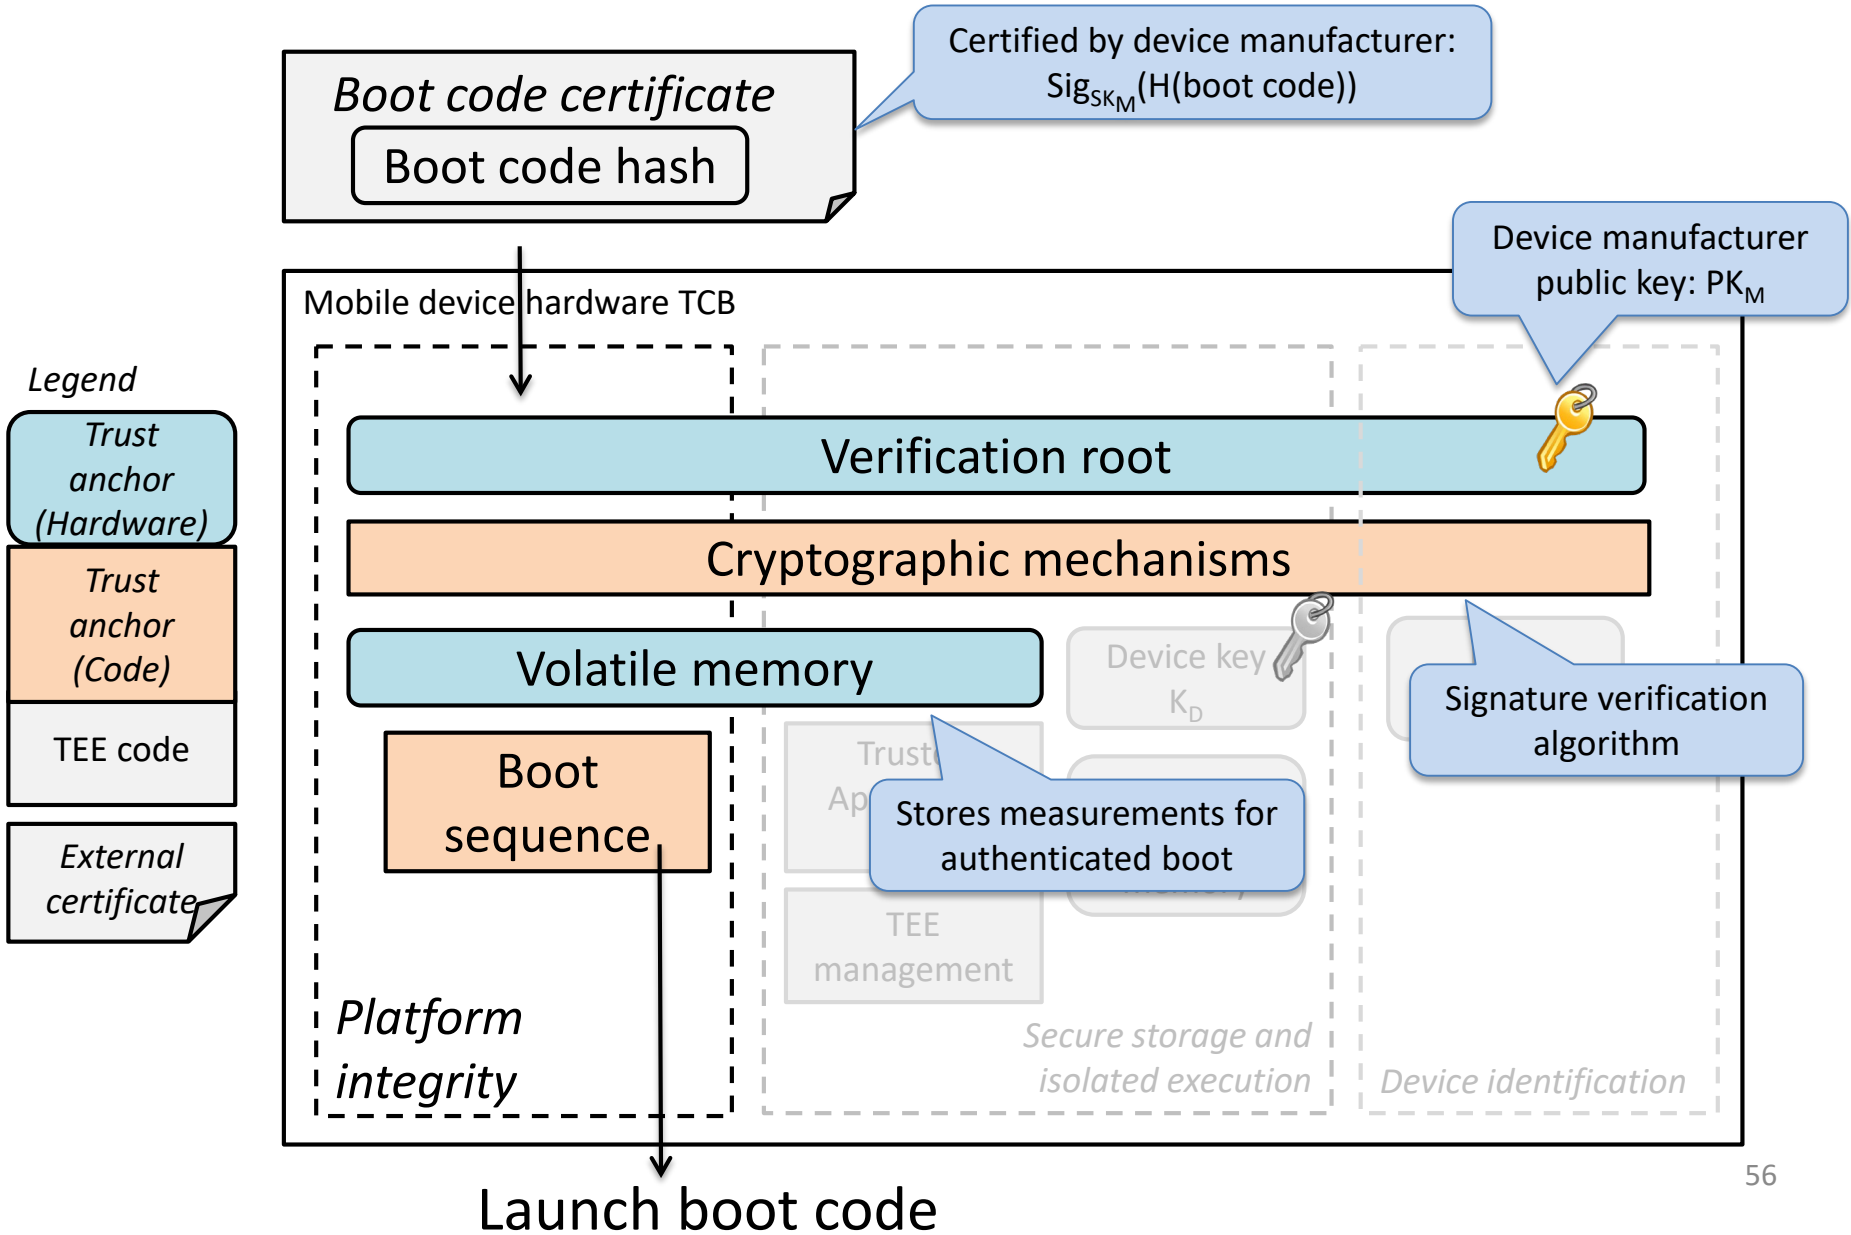 Certified by device manufacturer:
Sig_SK_M(H(boot code))
Boot code certificate
Boot code hash
Device manufacturer
public key: PK_M
Mobile device hardware TCB
Legend
Trust
anchor
(Hardware)
Trust
anchor
(Code)
TEE code
External
certificate
Verification root
Cryptographic mechanisms
Volatile memory
Device key
K_D
Signature verification
algorithm
Boot
sequence
Stores measurements for
authenticated boot
TEE
management
Platform
integrity
Secure storage and
isolated execution
Device identification
Launch boot code
56